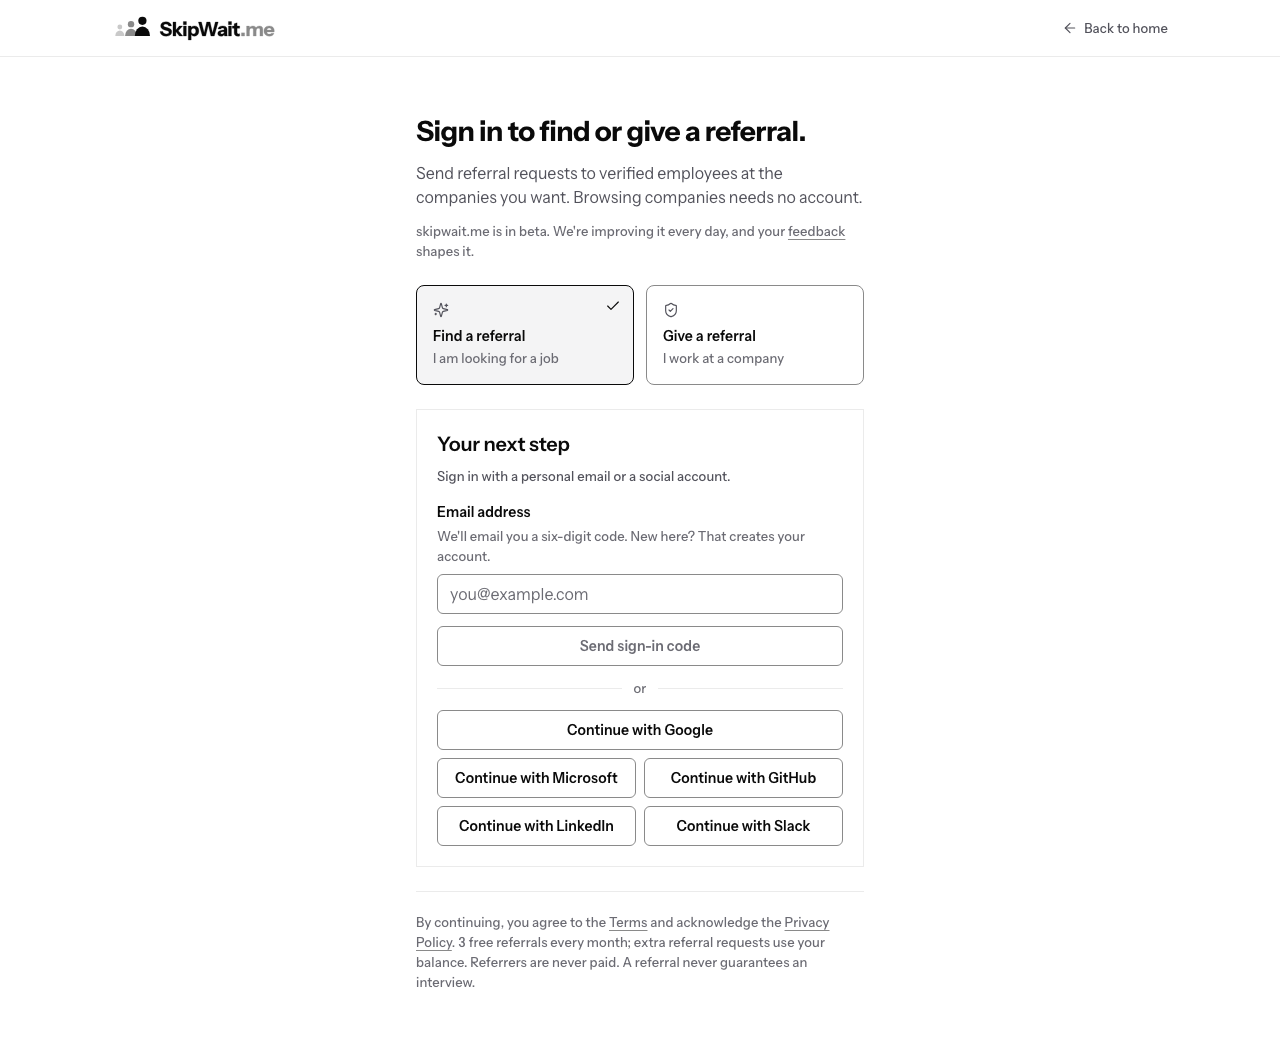 SkipWait.me
Back to home
Sign in to find or give a referral.
Send referral requests to verified employees at the
companies you want. Browsing companies needs no account.
skipwait.me is in beta. We're improving it every day, and your feedback
shapes it.
Find a referral
I am looking for a job
Give a referral
I work at a company
Your next step
Sign in with a personal email or a social account.
Email address
We'll email you a six-digit code. New here? That creates your
account.
you@example.com
Send sign-in code
or
Continue with Google
Continue with Microsoft
Continue with GitHub
Continue with LinkedIn
Continue with Slack
By continuing, you agree to the Terms and acknowledge the Privacy
Policy. 3 free referrals every month; extra referral requests use your
balance. Referrers are never paid. A referral never guarantees an
interview.